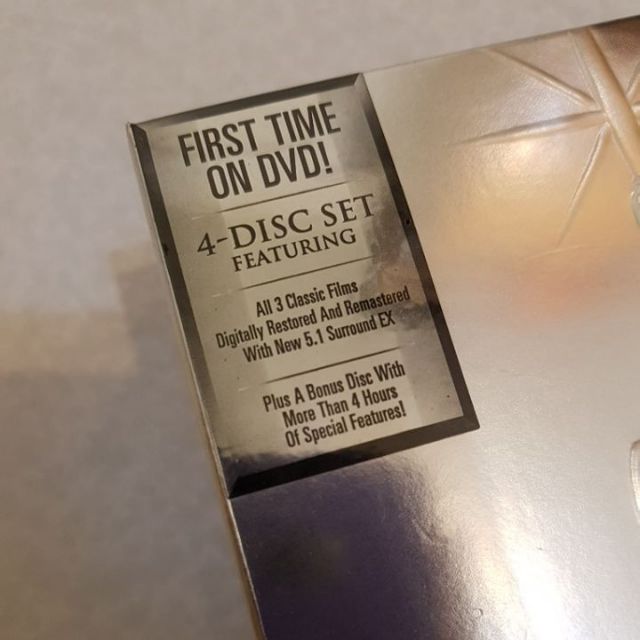 FIRST TIME
ON DVD!
4-DISC SET
FEATURING
All 3 Classic Films
Digitally Restored And Remastered
With New 5.1 Surround EX
Plus A Bonus Disc With
More Than 4 Hours
Of Special Features!